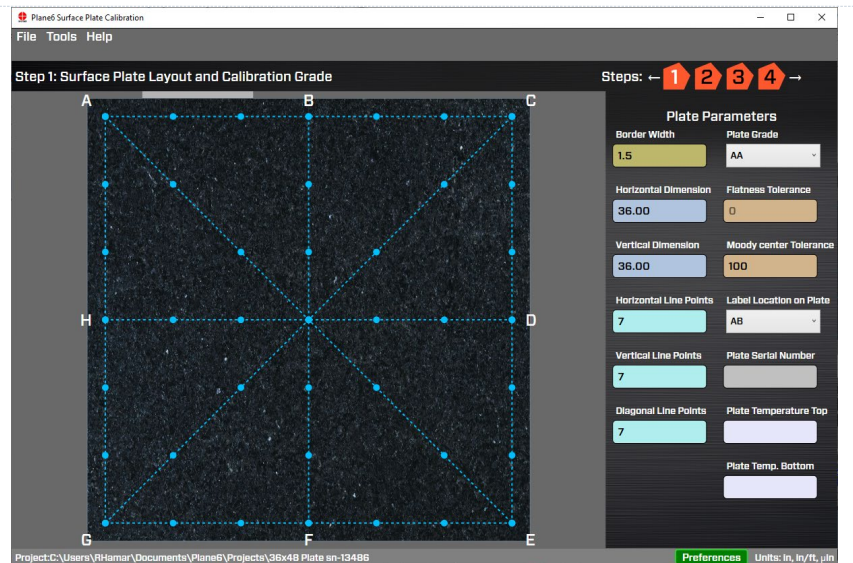 Plane6 Surface Plate Calibration
File Tools Help
Step 1: Surface Plate Layout and Calibration Grade
Steps: ← 1 2 3 4 →
A B C
H D
G F E
Plate Parameters
Border Width Plate Grade
1.5 AA
Horizontal Dimension Flatness Tolerance
36.00 0
Vertical Dimension Moody center Tolerance
36.00 100
Horizontal Line Points Label Location on Plate
7 AB
Vertical Line Points Plate Serial Number
7
Diagonal Line Points Plate Temperature Top
7
Plate Temp. Bottom
Project:C:\Users\RHamar\Documents\Plane6\Projects\36x48 Plate sn-13486 Preferences Units: in, in/ft, µin